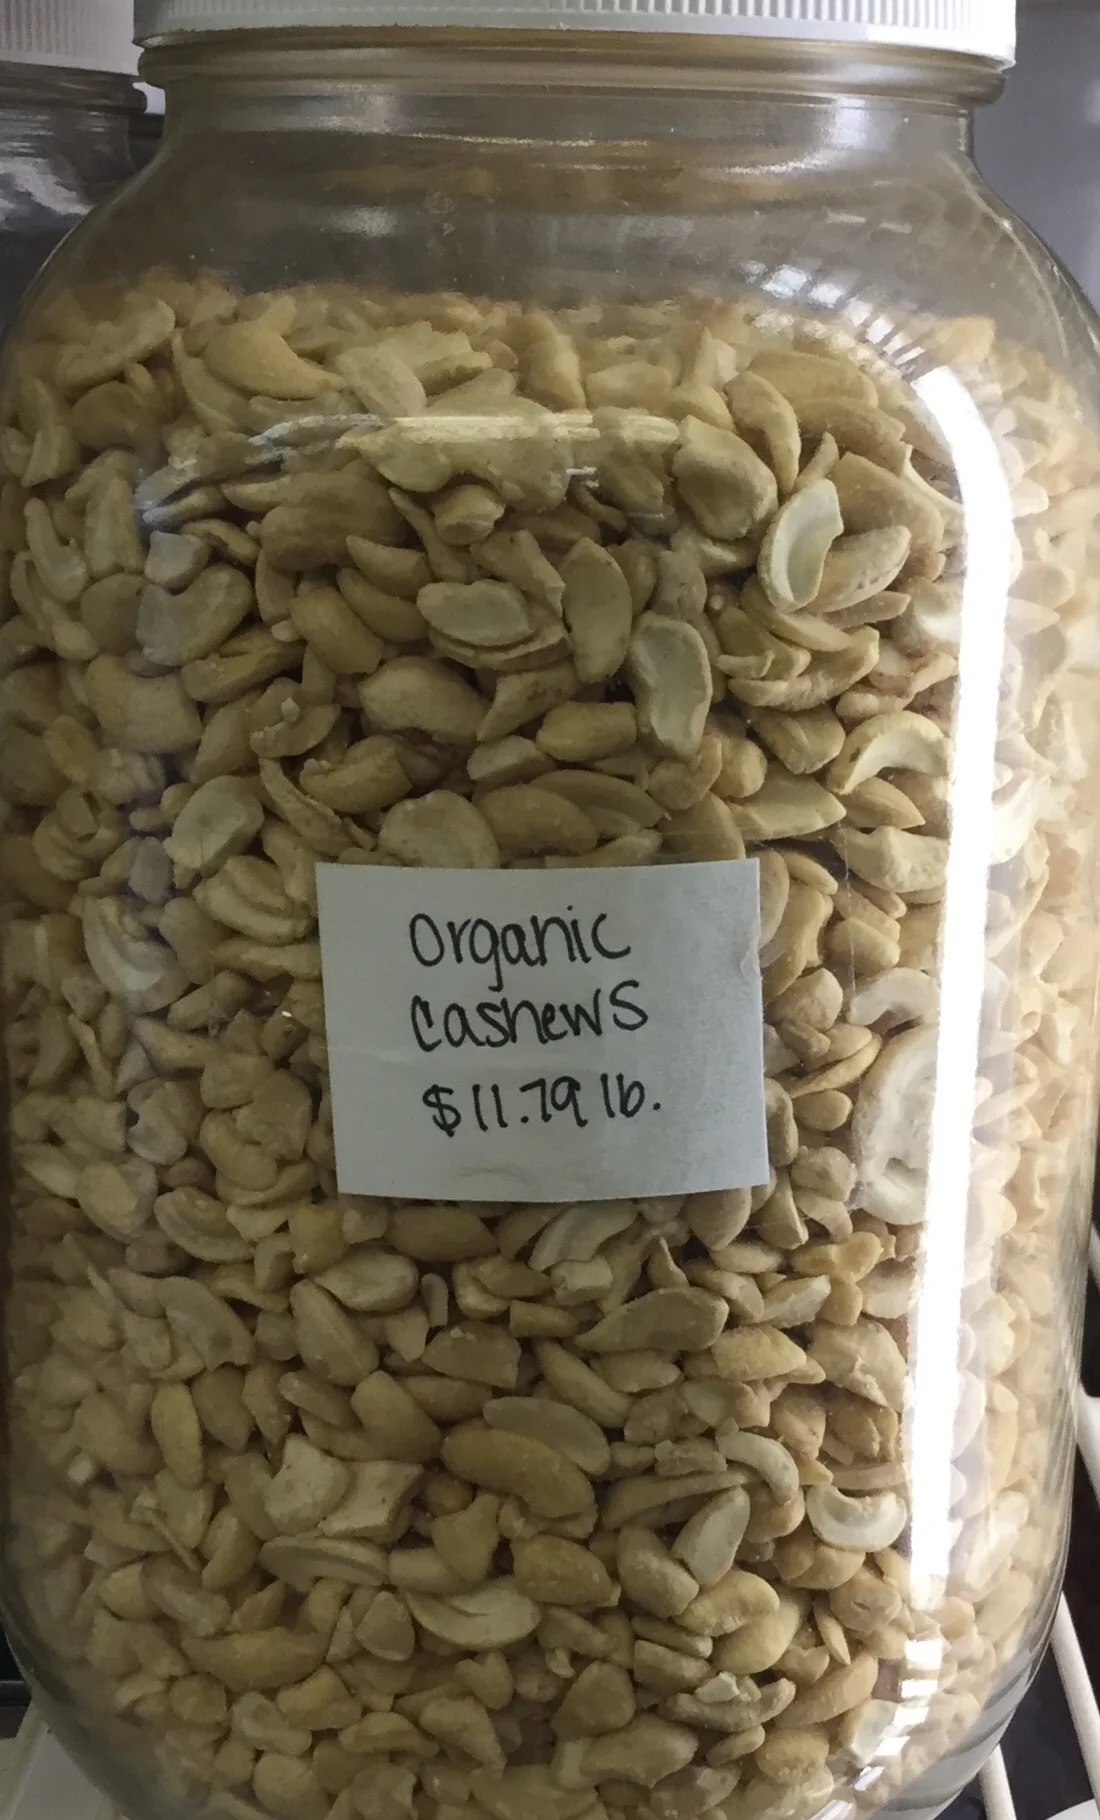 Organic
Cashews
$11.79 lb.